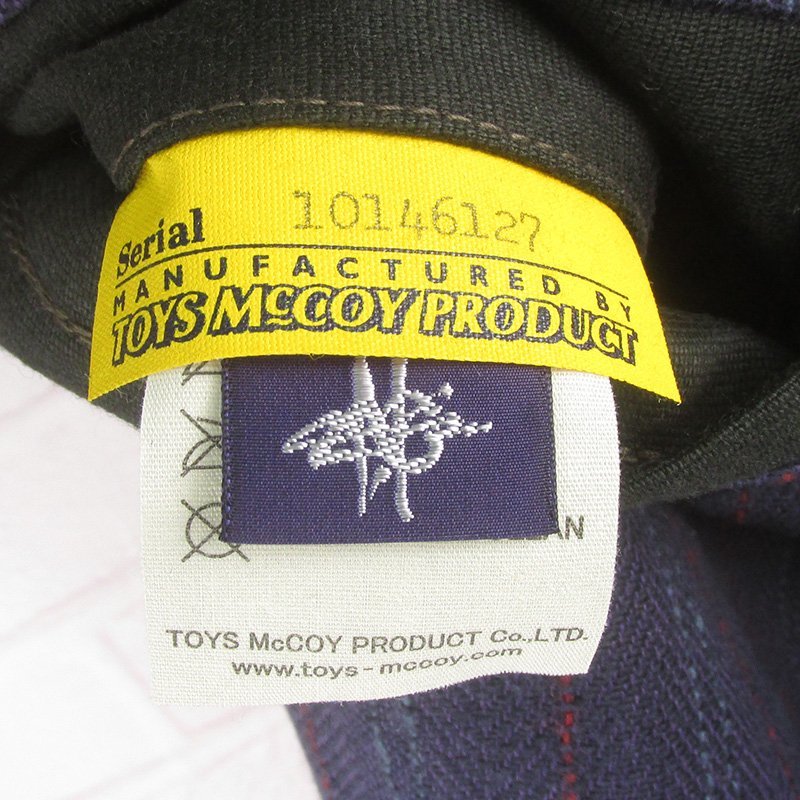 Serial 10146127
MANUFACTURED BY
TOYS McCOY PRODUCT
AN
TOYS McCOY PRODUCT Co.,LTD.
www.toys-mccoy.com